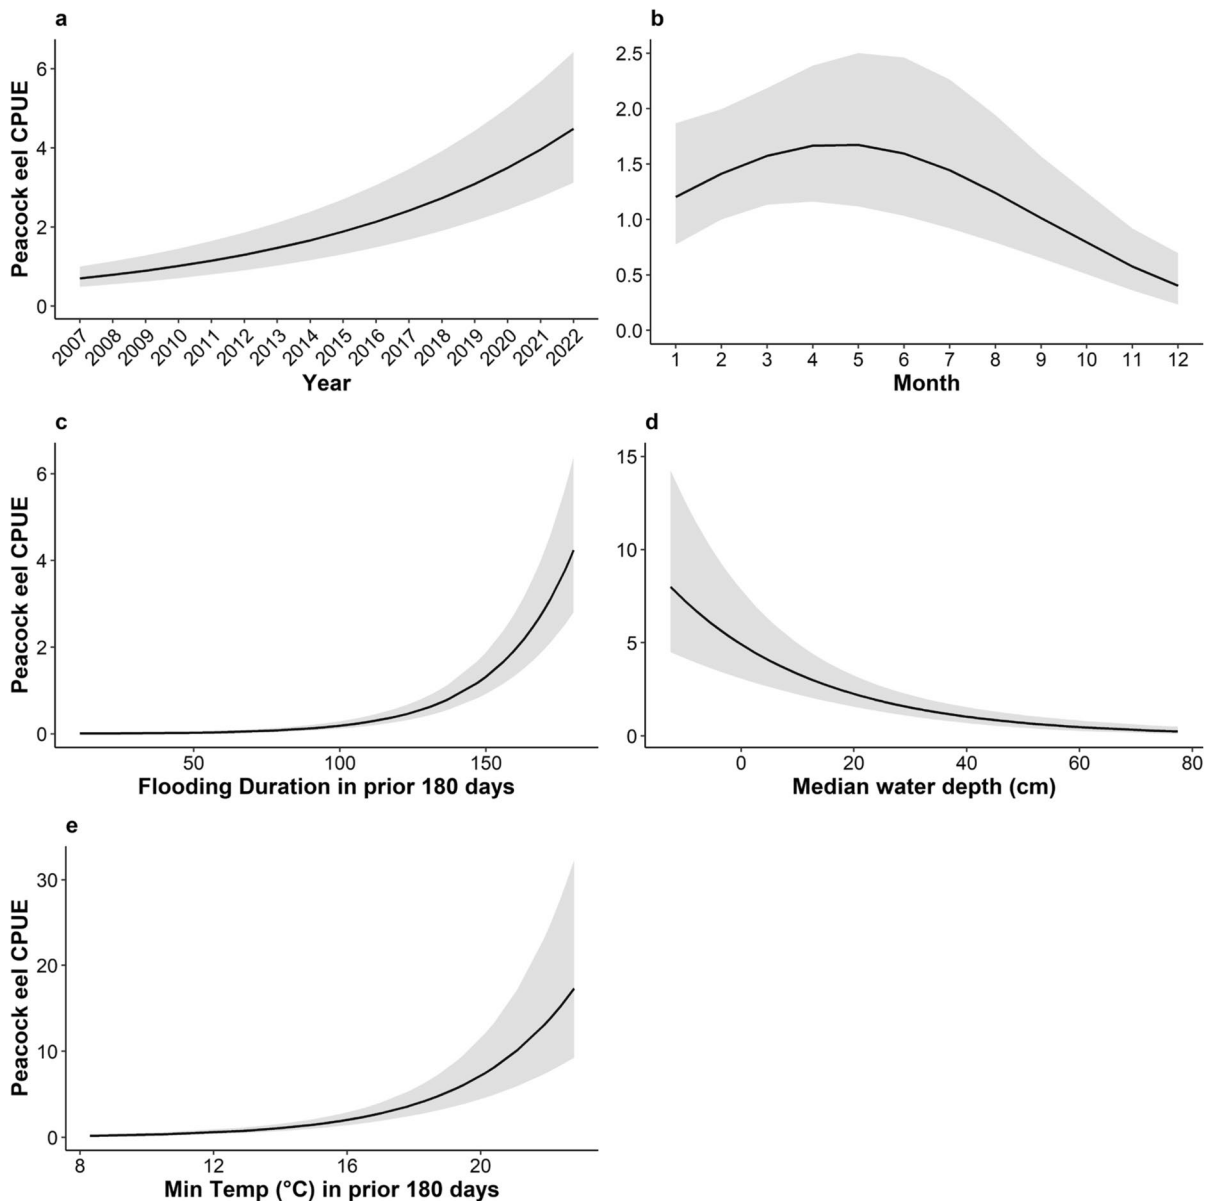 a
Peacock eel CPUE
6
4
2
0
2007 2008 2009 2010 2011 2012 2013 2014 2015 2016 2017 2018 2019 2020 2021 2022
Year
b
2.5
2.0
1.5
1.0
0.5
0.0
1 2 3 4 5 6 7 8 9 10 11 12
Month
c
Peacock eel CPUE
6
4
2
0
50 100 150
Flooding Duration in prior 180 days
d
15
10
5
0
0 20 40 60 80
Median water depth (cm)
e
Peacock eel CPUE
30
20
10
0
8 12 16 20
Min Temp (°C) in prior 180 days